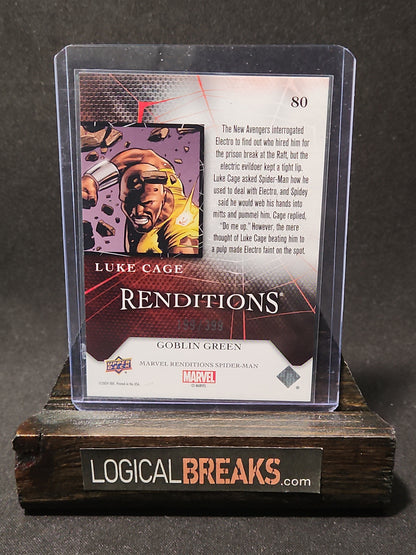 80
The New Avengers interrogated
Electro to find out who hired him for
the prison break at the Raft, but the
electric evildoer kept a tight lip.
Luke Cage asked Spider-Man how he
used to deal with Electro, and Spidey
said he would web his hands into
mitts and pummel him. Cage replied,
"Do me up." However, the mere
thought of Luke Cage beating him to
a pulp made Electro faint on the spot.
LUKE CAGE
RENDITIONS®
GOBLIN GREEN
MARVEL RENDITIONS SPIDER-MAN
UPPER DECK
MARVEL
© MARVEL
LOGICALBREAKS.com